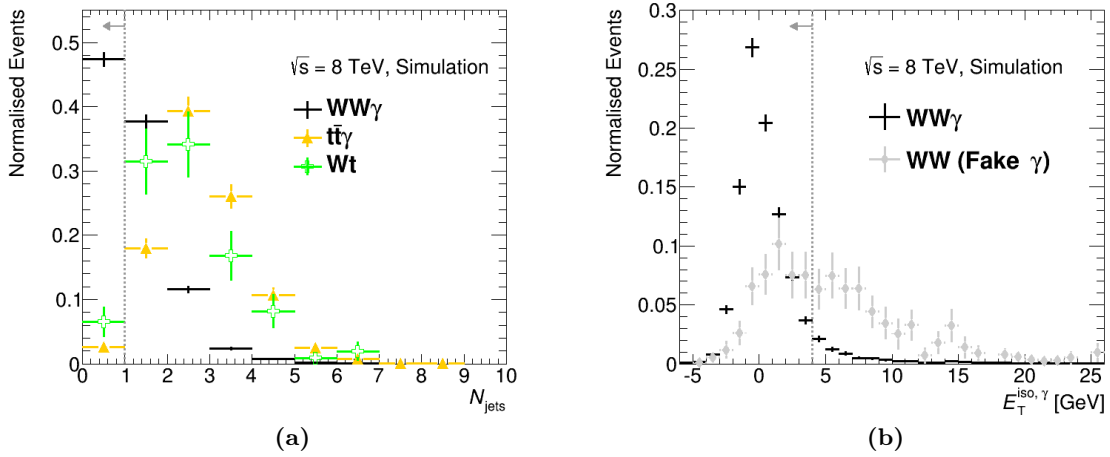 Normalised Events
0.5
0.4
0.3
0.2
0.1
0
√s = 8 TeV, Simulation
WWγ
tt̄γ
Wt
0 1 2 3 4 5 6 7 8 9 10
N_jets
(a)
Normalised Events
0.3
0.25
0.2
0.15
0.1
0.05
0
√s = 8 TeV, Simulation
WWγ
WW (Fake γ)
-5 0 5 10 15 20 25
E_T^iso, γ [GeV]
(b)